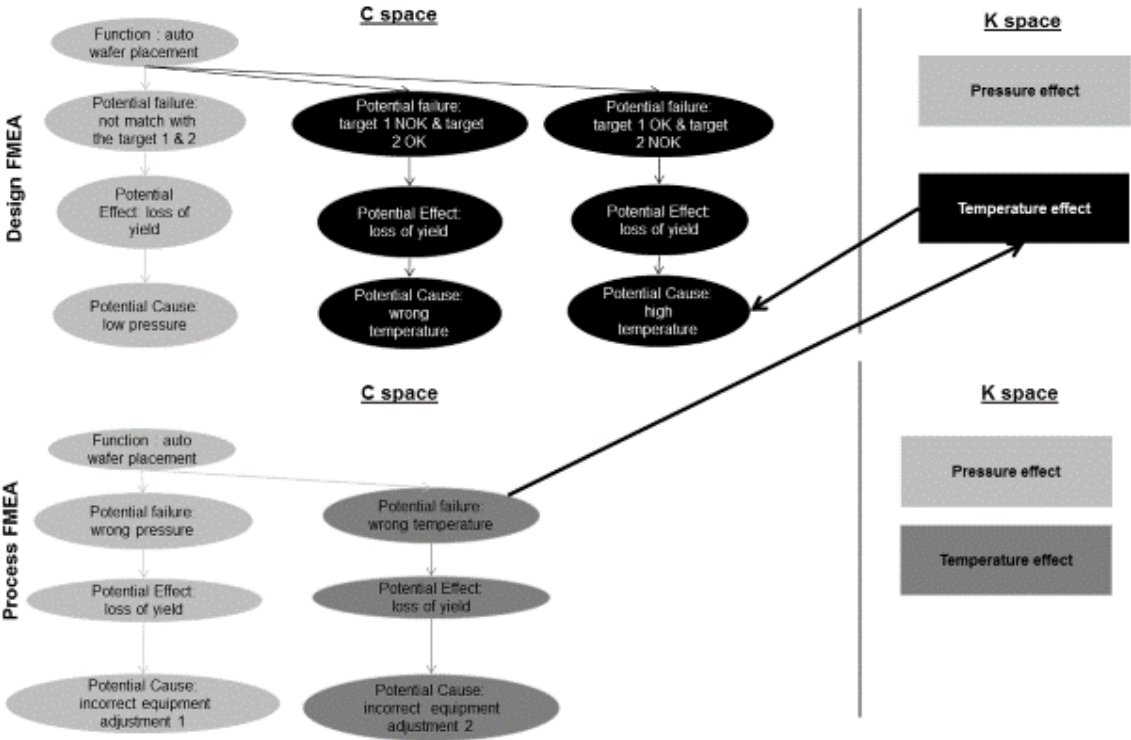 C space
K space
Design FMEA
Function : auto
wafer placement
Potential failure:
not match with
the target 1 & 2
Potential failure:
target 1 NOK & target
2 OK
Potential failure:
target 1 OK & target
2 NOK
Pressure effect
Potential
Effect: loss of
yield
Potential Effect:
loss of yield
Potential Effect:
loss of yield
Temperature effect
Potential Cause:
low pressure
Potential Cause:
wrong
temperature
Potential Cause:
high
temperature
C space
K space
Process FMEA
Function : auto
wafer placement
Potential failure:
wrong pressure
Potential failure:
wrong temperature
Pressure effect
Potential Effect:
loss of yield
Potential Effect:
loss of yield
Temperature effect
Potential Cause:
incorrect equipment
adjustment 1
Potential Cause:
incorrect equipment
adjustment 2